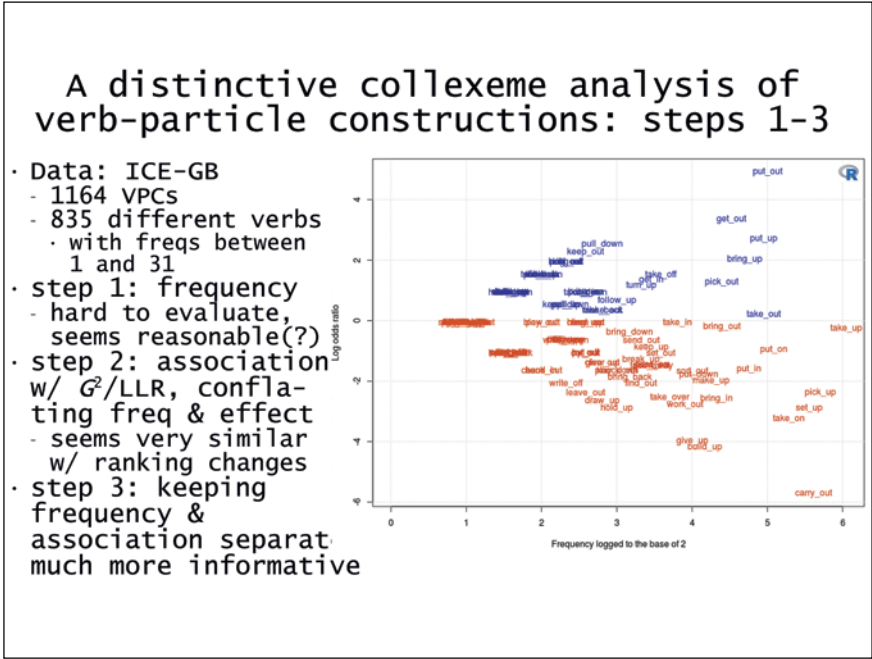 A distinctive collexeme analysis of
verb-particle constructions: steps 1-3
· Data: ICE-GB
- 1164 VPCs
- 835 different verbs
· with freqs between
1 and 31
· step 1: frequency
- hard to evaluate,
seems reasonable(?)
· step 2: association
w/ G²/LLR, confla-
ting freq & effect
- seems very similar
w/ ranking changes
· step 3: keeping
frequency &
association separat
much more informative
R
put_out
get_out
put_up
pull_down
keep_out
bring_up
take_off
get_in
turn_up
pick_out
follow_up
take_out
take_in
bring_out
take_up
bring_down
send_out
keep_up
set_out
put_on
break_up
put_in
bring_back
put_down
make_up
write_off
find_out
leave_out
draw_up
hold_up
take_over
work_out
bring_in
pick_up
set_up
take_on
give_up
build_up
carry_out
Log odds ratio
4
2
0
-2
-4
-6
0 1 2 3 4 5 6
Frequency logged to the base of 2